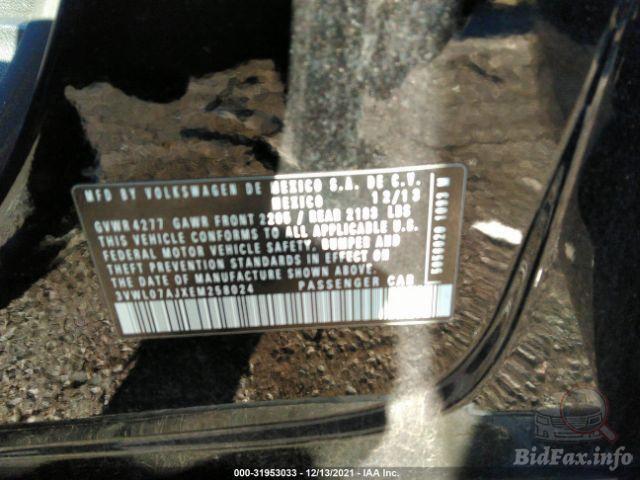 MFD BY VOLKSWAGEN DE MEXICO S.A. DE C.V.
MEXICO 12/13
GVWR 4277 GAWR FRONT 2205 / REAR 2183 LBS
THIS VEHICLE CONFORMS TO ALL APPLICABLE U.S.
FEDERAL MOTOR VEHICLE SAFETY, BUMPER AND
THEFT PREVENTION STANDARDS IN EFFECT ON
THE DATE OF MANUFACTURE SHOWN ABOVE.
PASSENGER CAR
000-31953033 - 12/13/2021 - IAA Inc.
BidFax.info